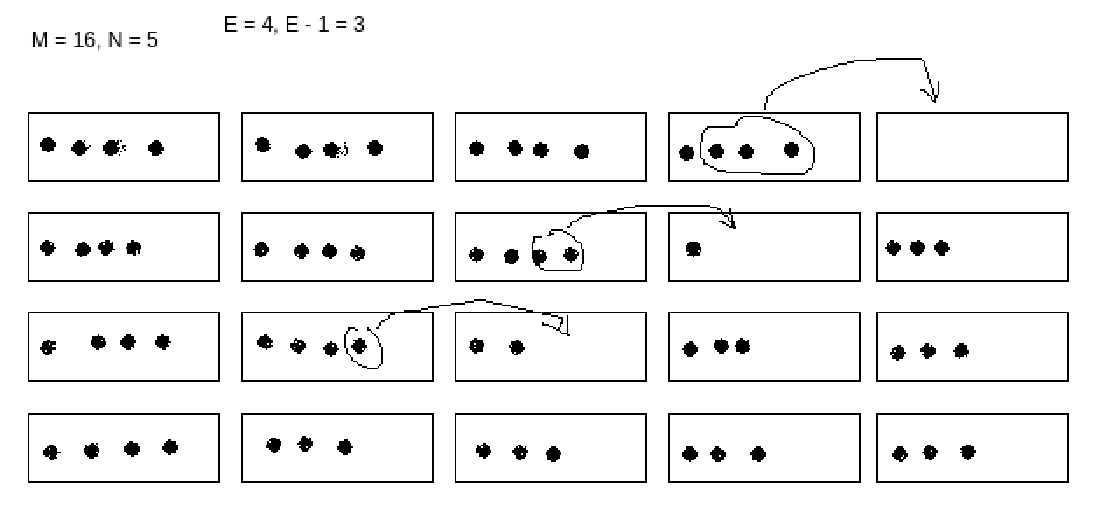 M = 16, N = 5
E = 4, E - 1 = 3